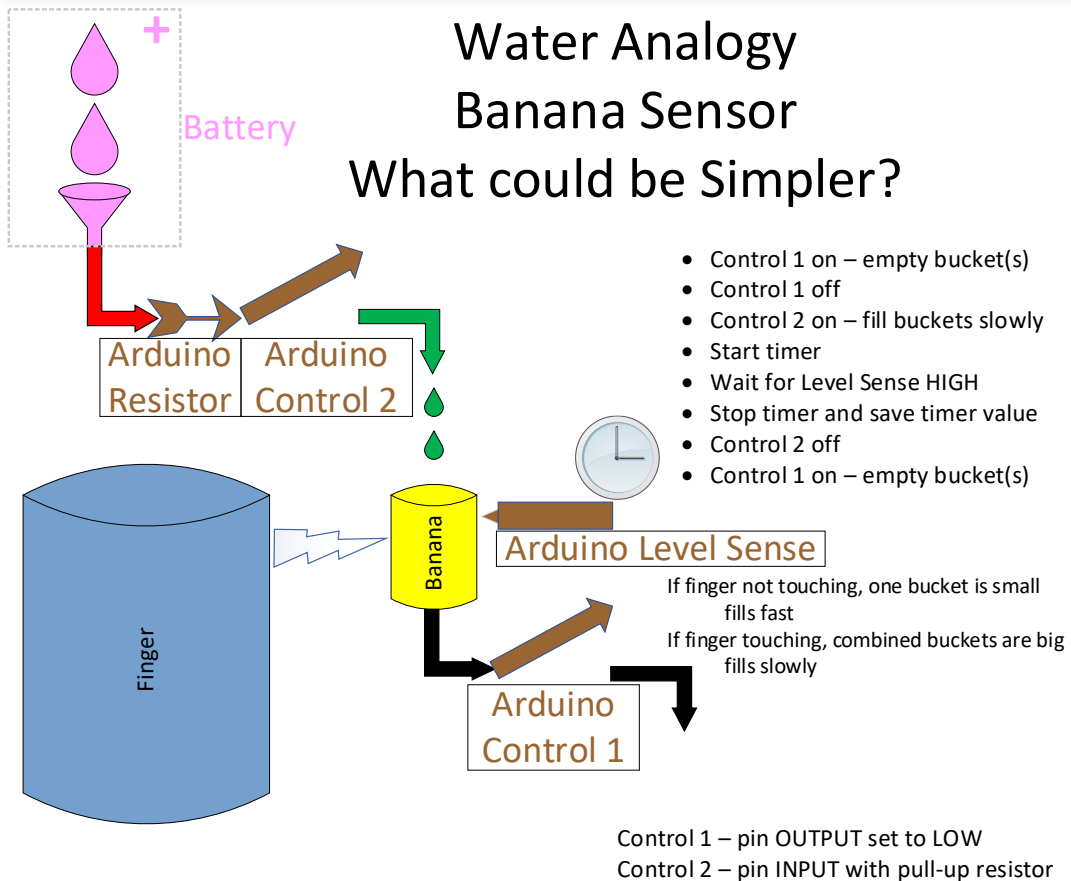 Water Analogy
Banana Sensor
What could be Simpler?
+
Battery
• Control 1 on – empty bucket(s)
• Control 1 off
• Control 2 on – fill buckets slowly
• Start timer
• Wait for Level Sense HIGH
• Stop timer and save timer value
• Control 2 off
• Control 1 on – empty bucket(s)
Arduino
Resistor
Arduino
Control 2
Banana
Arduino Level Sense
Finger
If finger not touching, one bucket is small
fills fast
If finger touching, combined buckets are big
fills slowly
Arduino
Control 1
Control 1 – pin OUTPUT set to LOW
Control 2 – pin INPUT with pull-up resistor